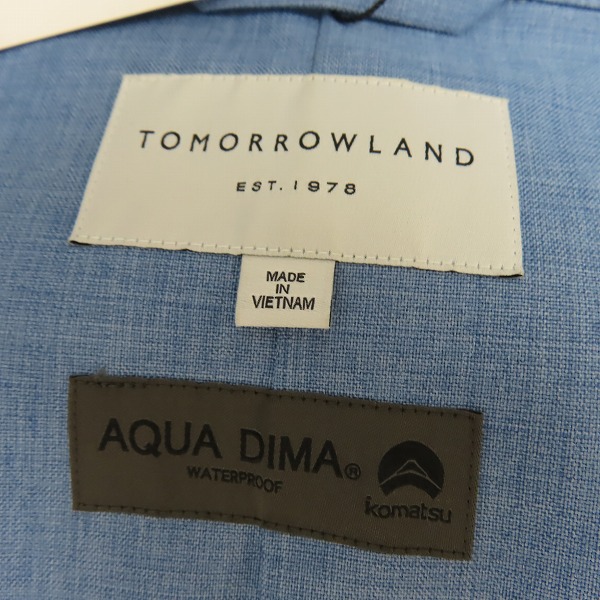 TOMORROWLAND
EST. 1978
MADE
IN
VIETNAM
AQUA DIMA®
WATERPROOF
komatsu